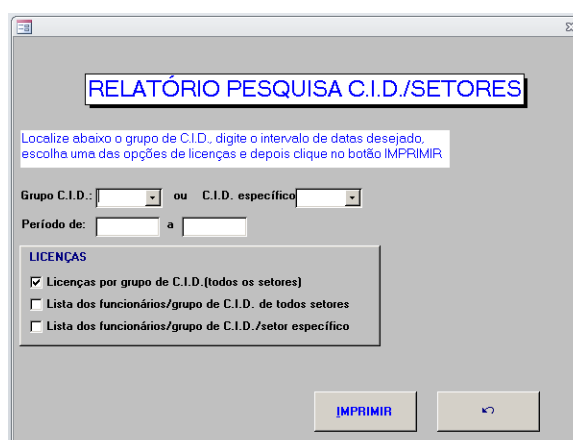 RELATÓRIO PESQUISA C.I.D./SETORES
Localize abaixo o grupo de C.I.D., digite o intervalo de datas desejado,
escolha uma das opções de licenças e depois clique no botão IMPRIMIR
Grupo C.I.D.: ou C.I.D. específico
Período de: a
LICENÇAS
Licenças por grupo de C.I.D.(todos os setores)
Lista dos funcionários/grupo de C.I.D. de todos setores
Lista dos funcionários/grupo de C.I.D./setor específico
IMPRIMIR